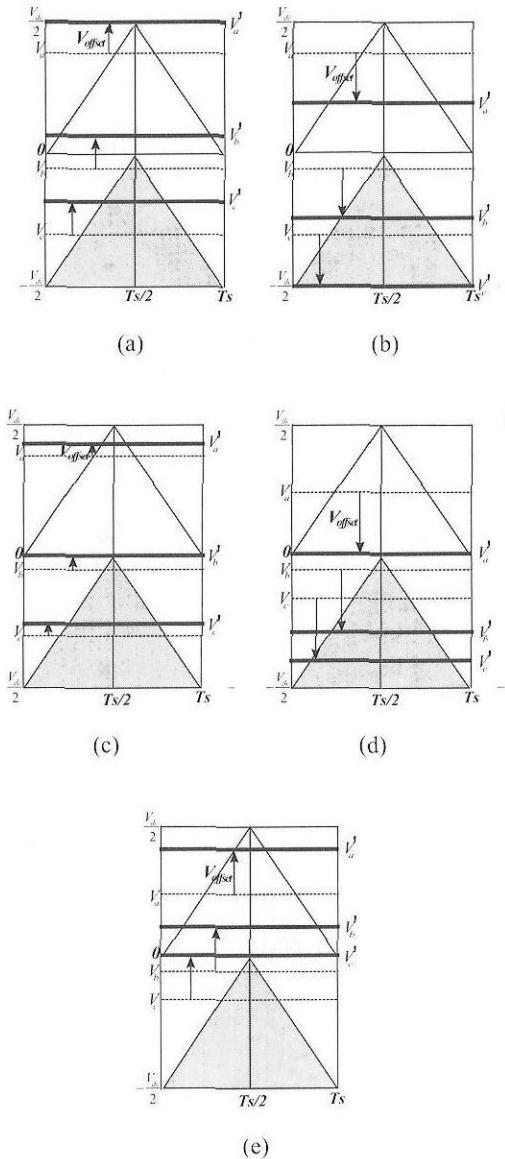 V_dc/2 V_dc/2
V_a' V_a
V_offset V_offset
V_a'
V_b'
0 0
V_b V_b
V_c' V_b'
V_c V_c
-V_dc/2 Ts/2 Ts -V_dc/2 Ts/2 Ts V_c'
(a) (b)
V_dc/2 V_dc/2
V_a'
V_a V_offset V_a
V_offset
0 V_b' 0 V_a'
V_b V_b
V_c' V_c
V_c V_b'
V_c'
V_dc/2 Ts/2 Ts V_dc/2 Ts/2 Ts
(c) (d)
V_dc/2
V_a'
V_offset
V_a
V_b'
0 V_c'
V_b
V_c
-V_dc/2 Ts/2 Ts
(e)